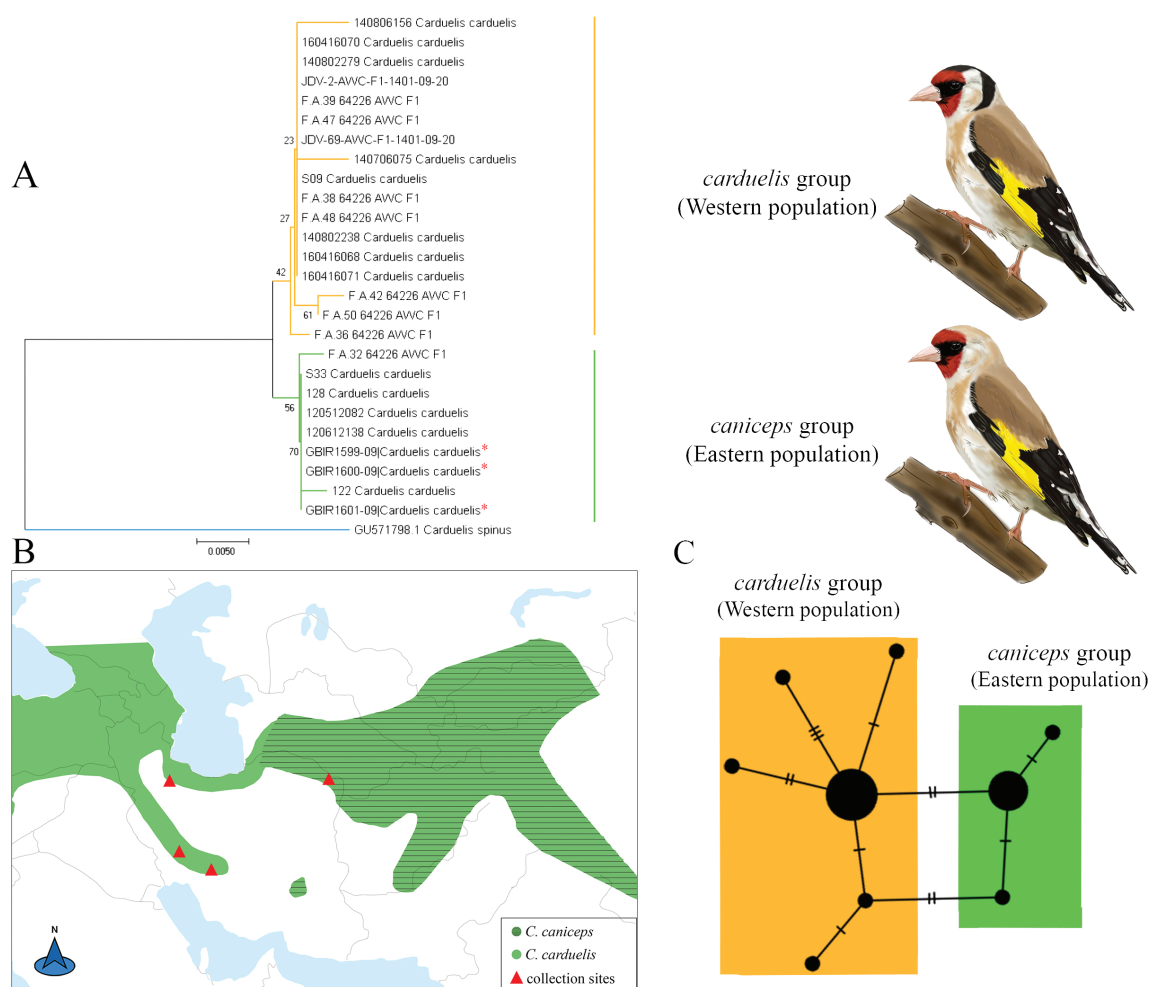 A
140806156 Carduelis carduelis
160416070 Carduelis carduelis
140802279 Carduelis carduelis
JDV-2-AWC-F1-1401-09-20
F.A.39 64226 AWC F1
F.A.47 64226 AWC F1
JDV-69-AWC-F1-1401-09-20
23
140706075 Carduelis carduelis
S09 Carduelis carduelis
F.A.38 64226 AWC F1
F.A.48 64226 AWC F1
27
140802238 Carduelis carduelis
160416068 Carduelis carduelis
160416071 Carduelis carduelis
42
F.A.42 64226 AWC F1
F.A.50 64226 AWC F1
61
F.A.36 64226 AWC F1
F.A.32 64226 AWC F1
S33 Carduelis carduelis
128 Carduelis carduelis
56
120512082 Carduelis carduelis
120612138 Carduelis carduelis
70
GBIR1599-09|Carduelis carduelis*
GBIR1600-09|Carduelis carduelis*
122 Carduelis carduelis
GBIR1601-09|Carduelis carduelis*
GU571798.1 Carduelis spinus
0.0050
carduelis group
(Western population)
caniceps group
(Eastern population)
B
N
C. caniceps
C. carduelis
collection sites
C
carduelis group
(Western population)
caniceps group
(Eastern population)